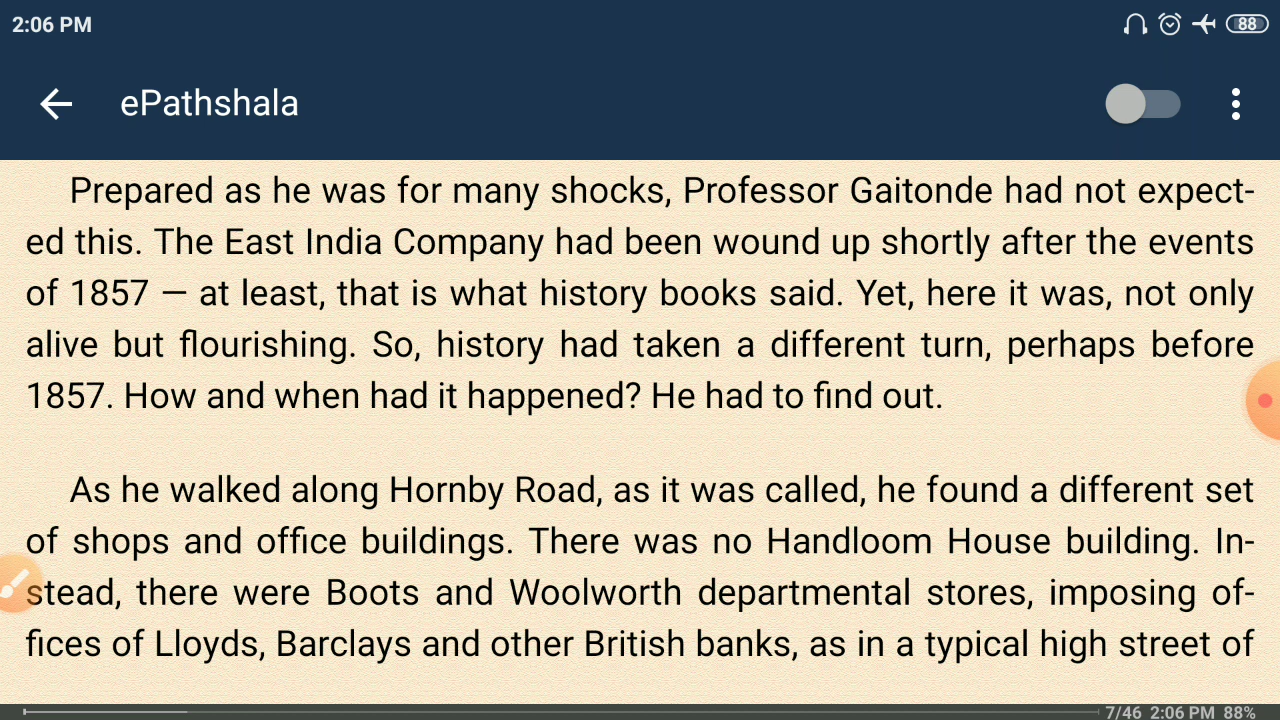 2:06 PM
88
ePathshala
Prepared as he was for many shocks, Professor Gaitonde had not expect-
ed this. The East India Company had been wound up shortly after the events
of 1857 — at least, that is what history books said. Yet, here it was, not only
alive but flourishing. So, history had taken a different turn, perhaps before
1857. How and when had it happened? He had to find out.
As he walked along Hornby Road, as it was called, he found a different set
of shops and office buildings. There was no Handloom House building. In-
stead, there were Boots and Woolworth departmental stores, imposing of-
fices of Lloyds, Barclays and other British banks, as in a typical high street of
7/46 2:06 PM 88%